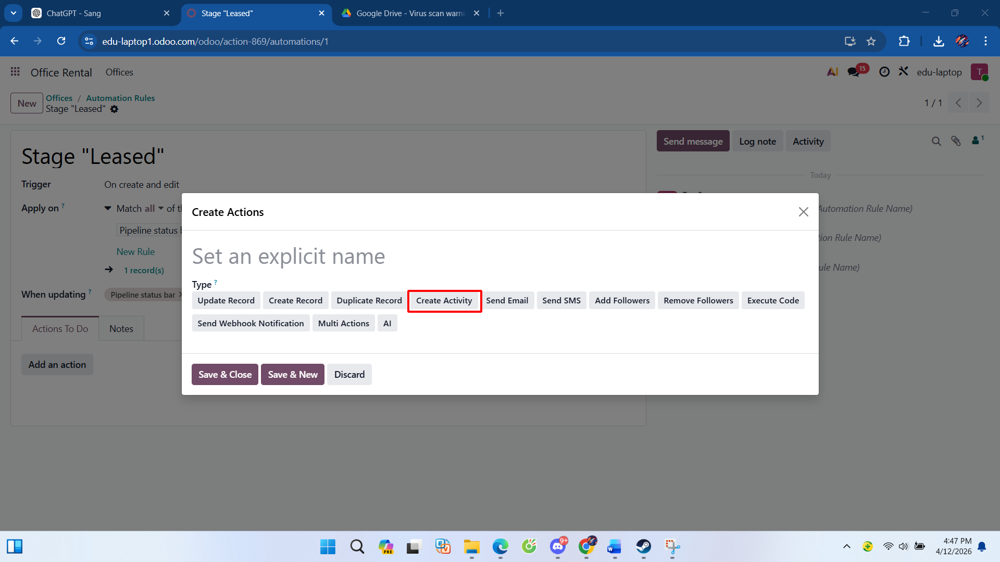 ChatGPT - Sang
Stage "Leased"
Google Drive - Virus scan warni
edu-laptop1.odoo.com/odoo/action-869/automations/1
Office Rental
Offices
AI
15
edu-laptop
T
New
Offices / Automation Rules
Stage "Leased"
1 / 1
Stage "Leased"
Send message
Log note
Activity
1
Today
Trigger
On create and edit
Apply on ?
Match all of t
Automation Rule Name)
Pipeline status
tion Rule Name)
New Rule
1 record(s)
ule Name)
When updating ?
Pipeline status bar
Actions To Do
Notes
Add an action
Create Actions
Set an explicit name
Type ?
Update Record
Create Record
Duplicate Record
Create Activity
Send Email
Send SMS
Add Followers
Remove Followers
Execute Code
Send Webhook Notification
Multi Actions
AI
Save & Close
Save & New
Discard
PRE
9+
4:47 PM
4/12/2026